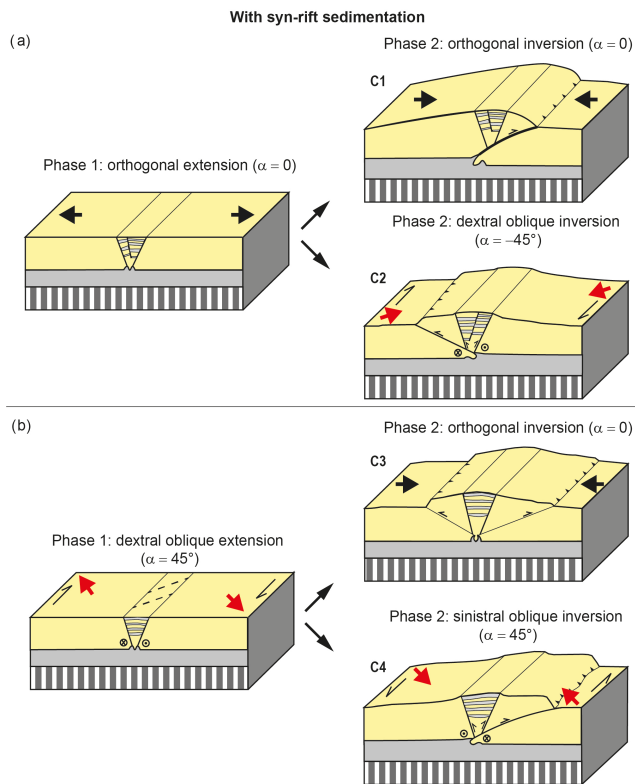 With syn-rift sedimentation
(a)
Phase 2: orthogonal inversion (α = 0)
C1
Phase 1: orthogonal extension (α = 0)
Phase 2: dextral oblique inversion
(α = –45°)
C2
(b)
Phase 2: orthogonal inversion (α = 0)
C3
Phase 1: dextral oblique extension
(α = 45°)
Phase 2: sinistral oblique inversion
(α = 45°)
C4